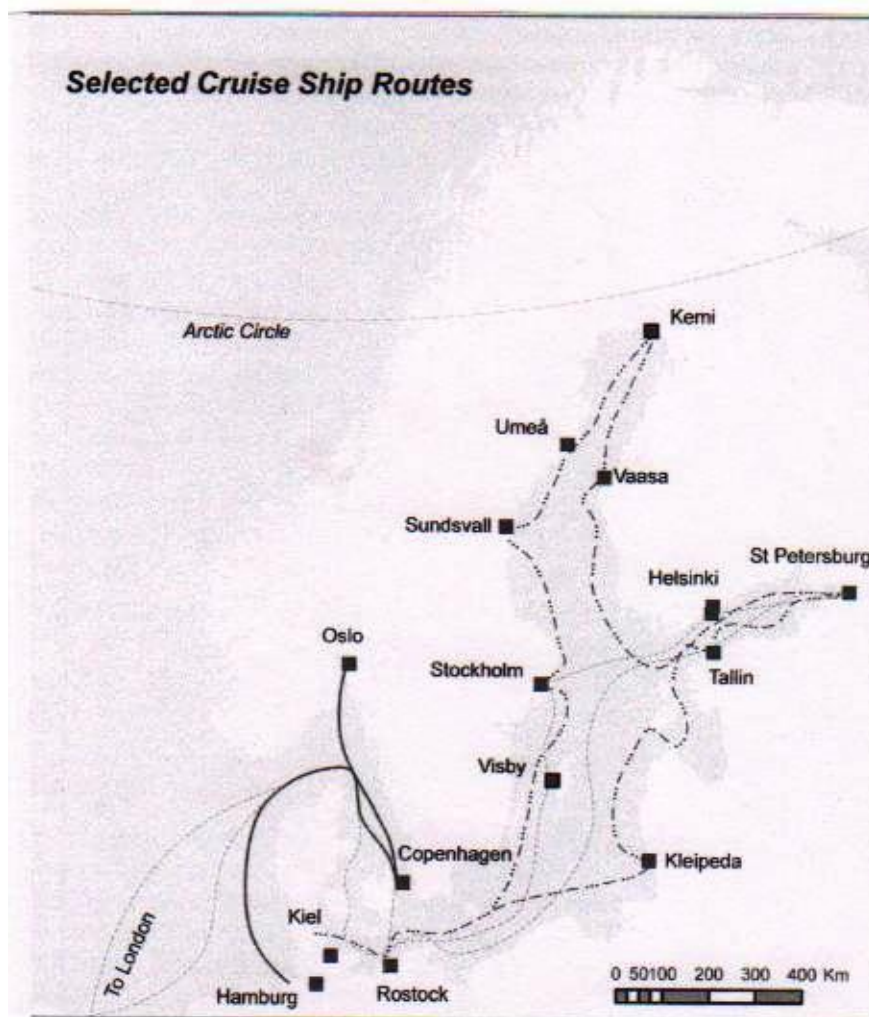 Selected Cruise Ship Routes
Arctic Circle
Kemi
Umeå
Vaasa
Sundsvall
St Petersburg
Helsinki
Oslo
Stockholm
Tallin
Visby
Copenhagen
Kleipeda
Kiel
To London
Hamburg
Rostock
0 50100 200 300 400 Km